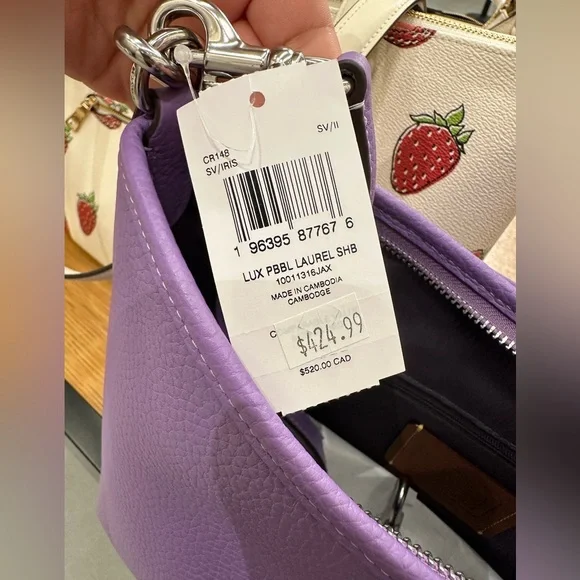 SV/II
CR148
SV/IRIS
1 96395 87767 6
LUX PBBL LAUREL SHB
10011316JAX
MADE IN CAMBODIA
CAMBODGE
C
$424.99
$520.00 CAD